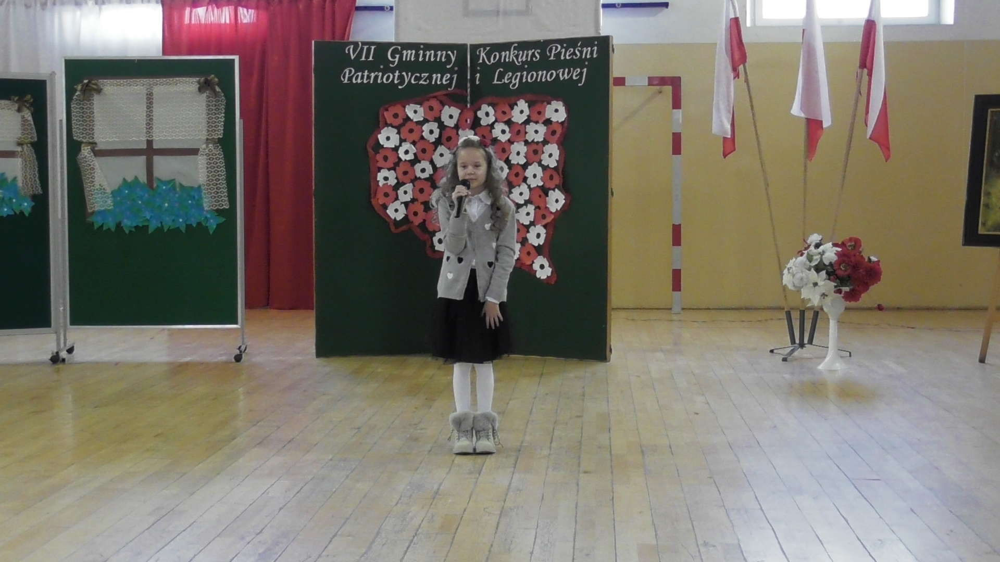 VII Gminny Konkurs Pieśni
Patriotycznej i Legionowej